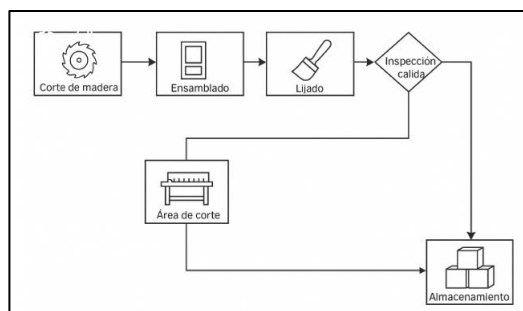 Corte de madera
Ensamblado
Lijado
Inspección
calida
Área de corte
Almacenamiento